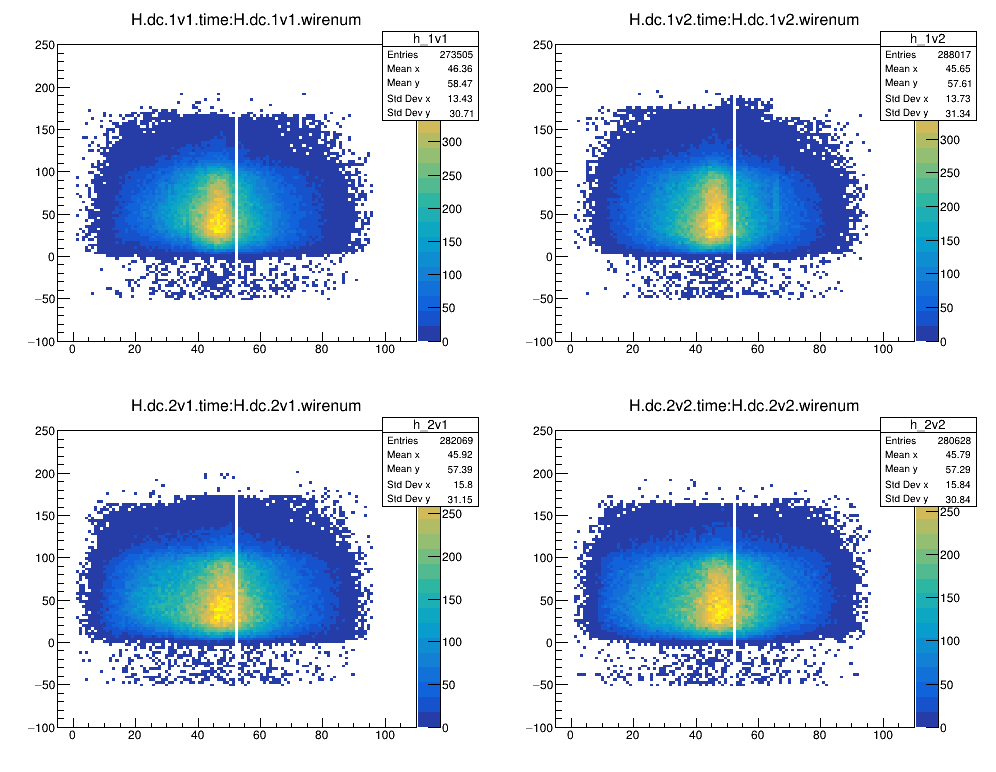 H.dc.1v1.time:H.dc.1v1.wirenum
h_1v1
Entries 273505
Mean x 46.36
Mean y 58.47
Std Dev x 13.43
Std Dev y 30.71
250
200
150
100
50
0
−50
−100
0 20 40 60 80 100
300
250
200
150
100
50
0
H.dc.1v2.time:H.dc.1v2.wirenum
h_1v2
Entries 288017
Mean x 45.65
Mean y 57.61
Std Dev x 13.73
Std Dev y 31.34
250
200
150
100
50
0
−50
−100
0 20 40 60 80 100
300
250
200
150
100
50
0
H.dc.2v1.time:H.dc.2v1.wirenum
h_2v1
Entries 282069
Mean x 45.92
Mean y 57.39
Std Dev x 15.8
Std Dev y 31.15
250
200
150
100
50
0
−50
−100
0 20 40 60 80 100
250
200
150
100
50
0
H.dc.2v2.time:H.dc.2v2.wirenum
h_2v2
Entries 280628
Mean x 45.79
Mean y 57.29
Std Dev x 15.84
Std Dev y 30.84
250
200
150
100
50
0
−50
−100
0 20 40 60 80 100
250
200
150
100
50
0